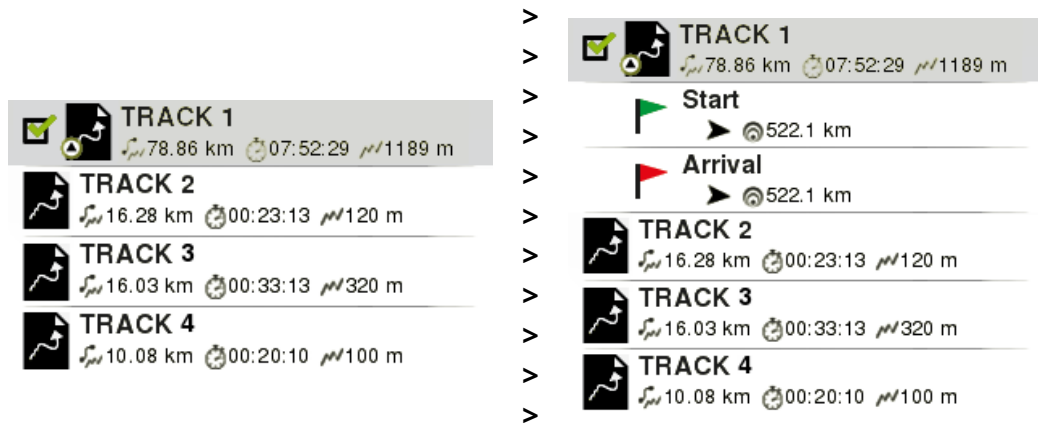 TRACK 1
78.86 km 07:52:29 1189 m
TRACK 2
16.28 km 00:23:13 120 m
TRACK 3
16.03 km 00:33:13 320 m
TRACK 4
10.08 km 00:20:10 100 m
>
>
>
>
>
>
>
>
>
>
>
TRACK 1
78.86 km 07:52:29 1189 m
Start
522.1 km
Arrival
522.1 km
TRACK 2
16.28 km 00:23:13 120 m
TRACK 3
16.03 km 00:33:13 320 m
TRACK 4
10.08 km 00:20:10 100 m